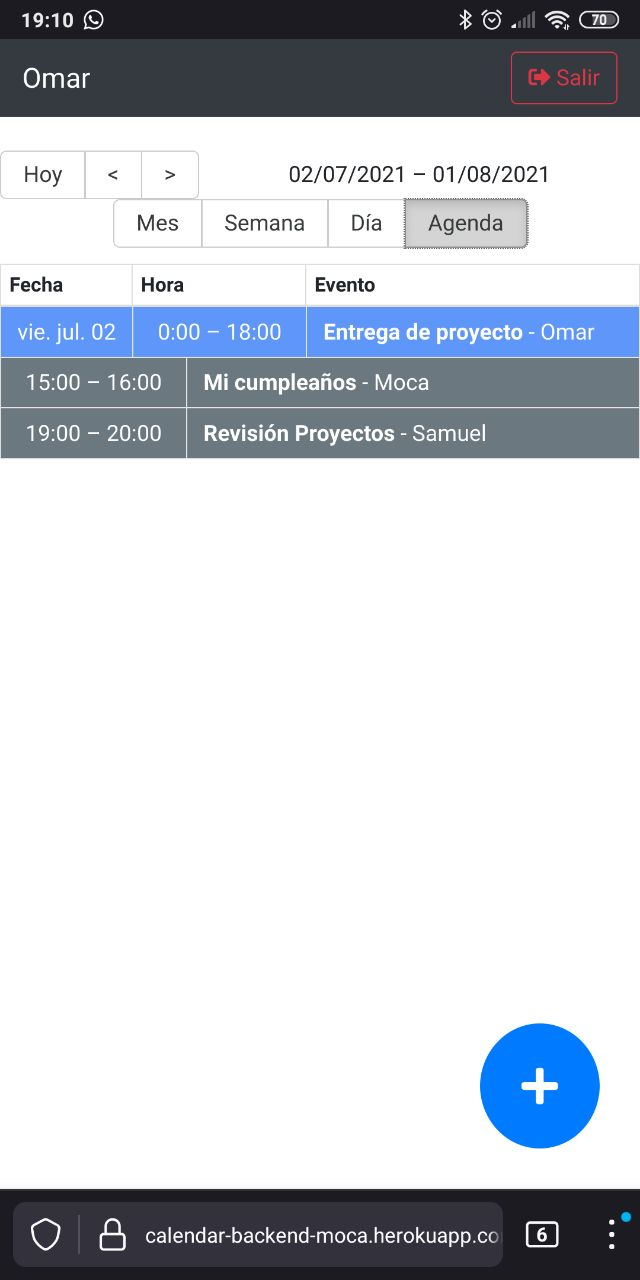 19:10 70
Omar Salir
Hoy < > 02/07/2021 – 01/08/2021
Mes Semana Día Agenda
Fecha Hora Evento
vie. jul. 02 0:00 – 18:00 Entrega de proyecto - Omar
15:00 – 16:00 Mi cumpleaños - Moca
19:00 – 20:00 Revisión Proyectos - Samuel
calendar-backend-moca.herokuapp.co 6